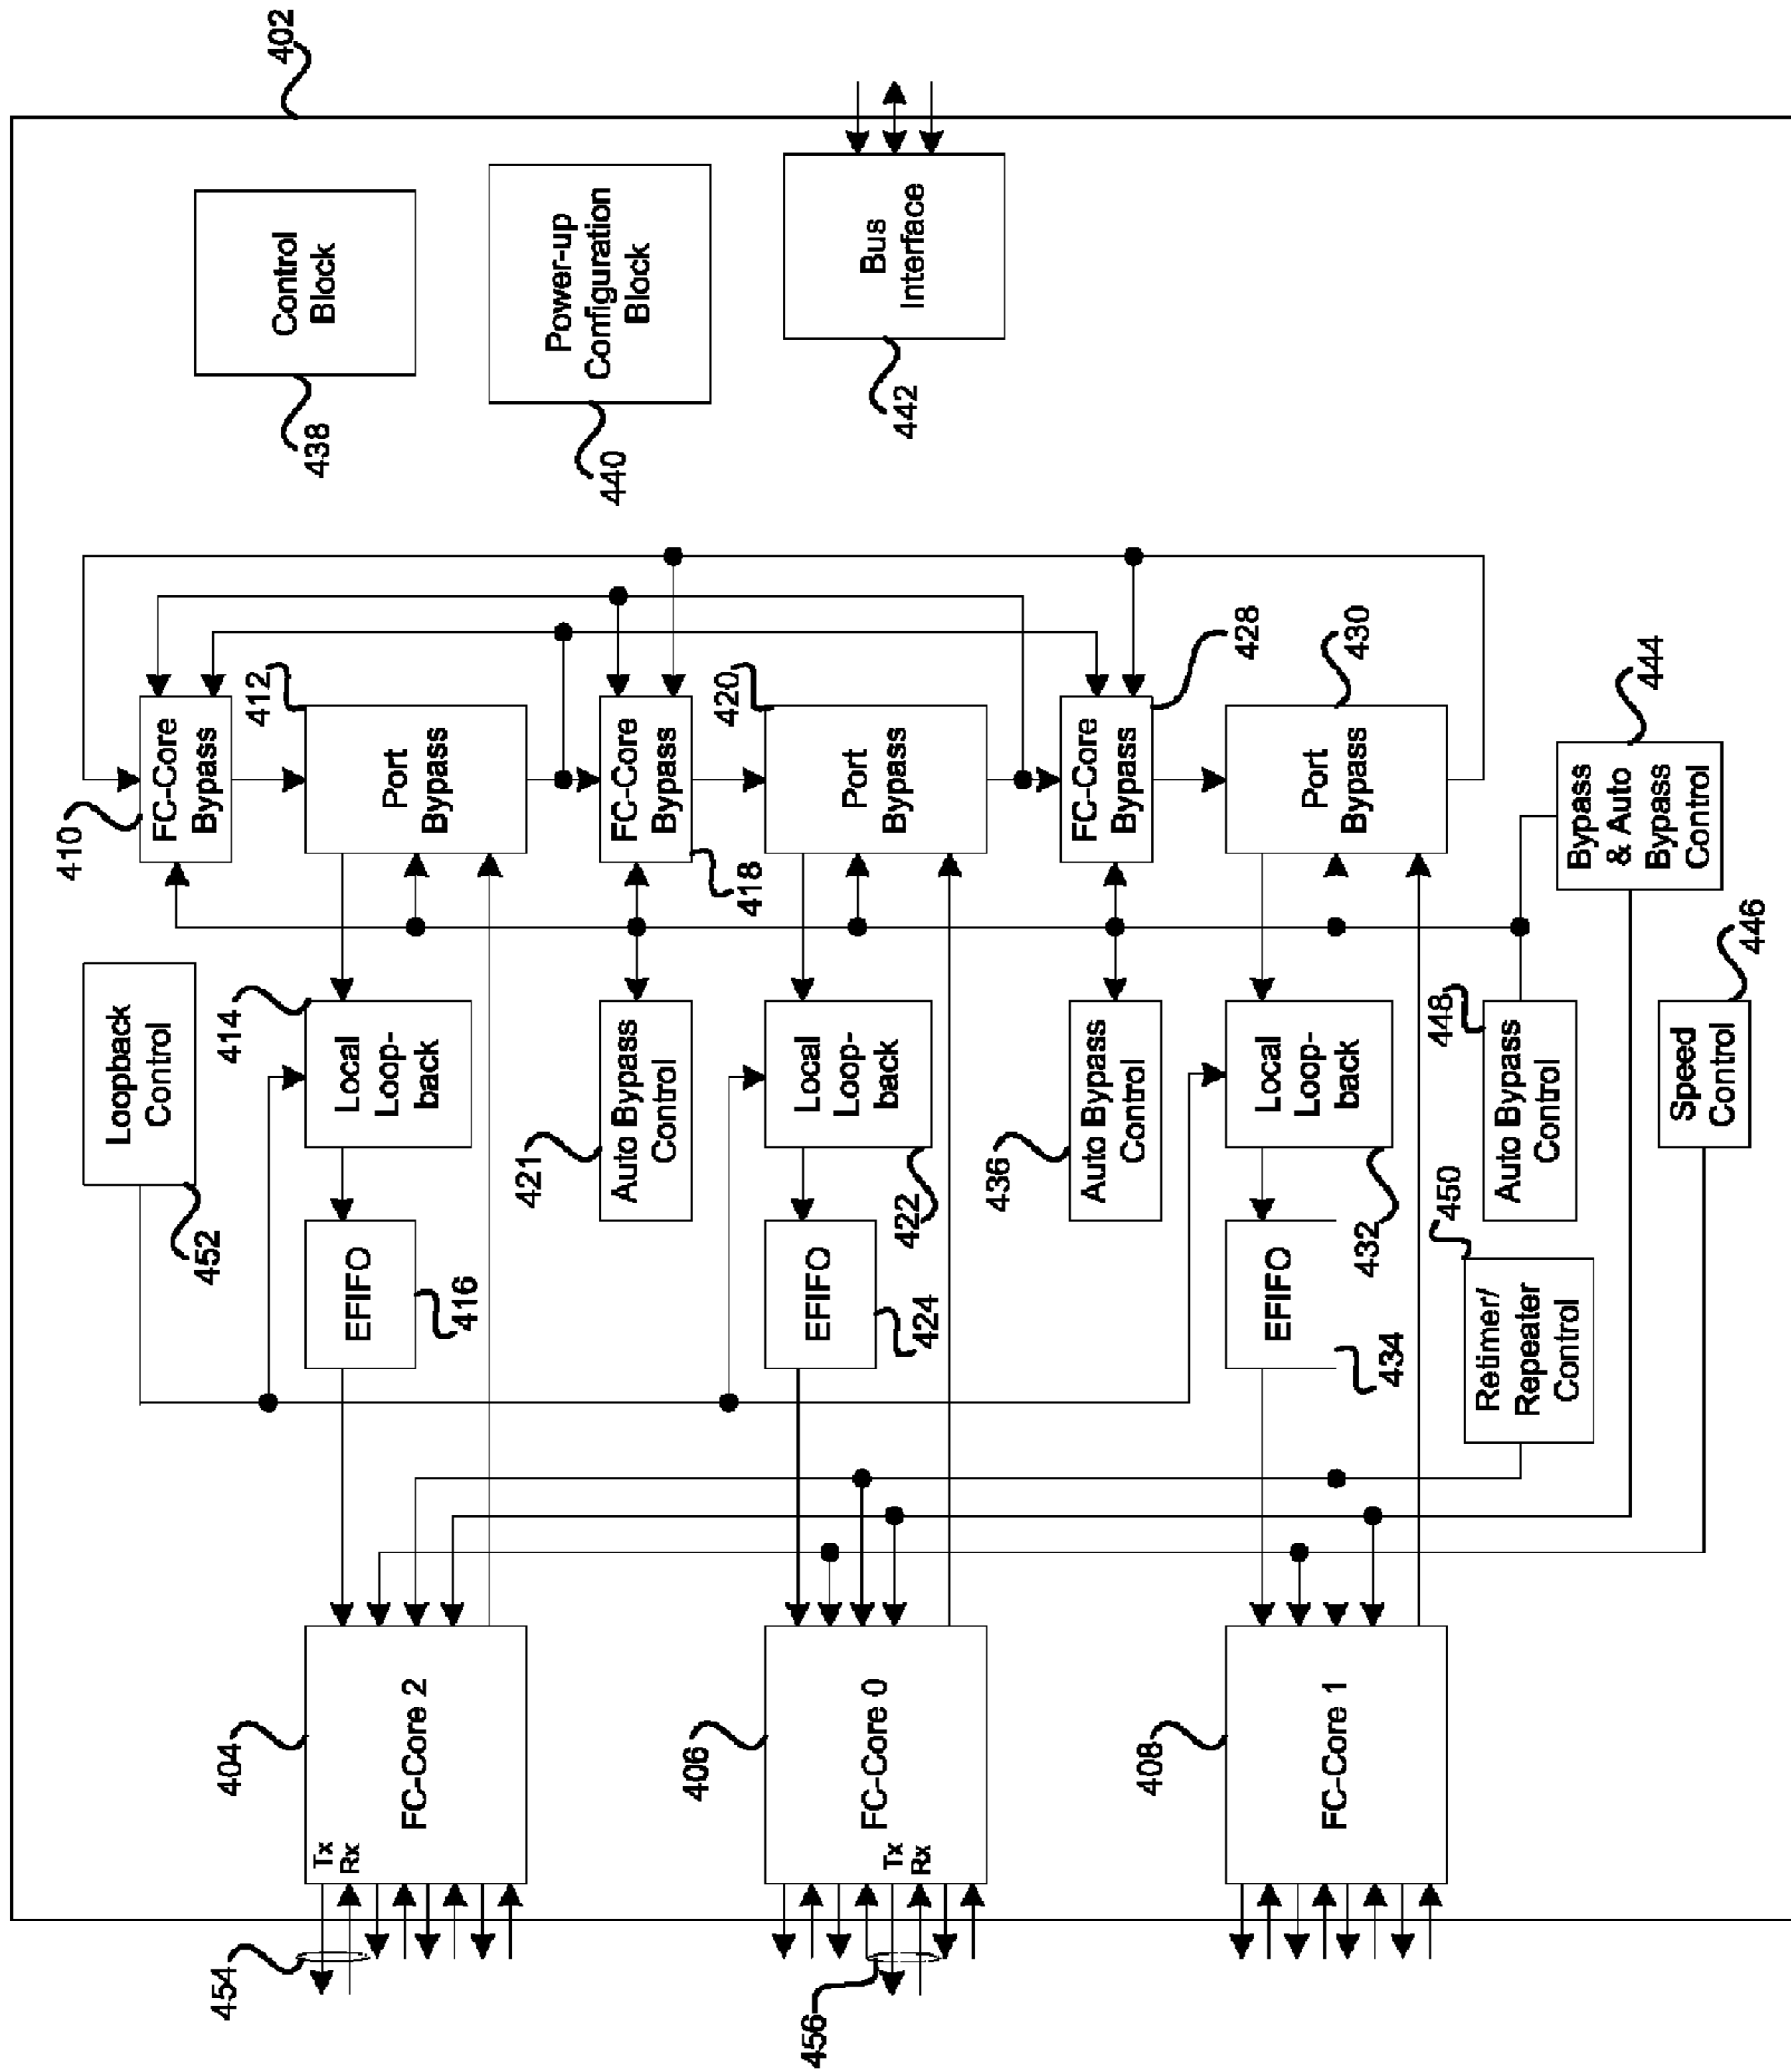 402
Control
Block
438
Power-up
Configuration
Block
440
Bus
Interface
442
410
FC-Core
Bypass
412
Port
Bypass
FC-Core
Bypass
418
420
Port
Bypass
FC-Core
Bypass
428
Port
Bypass
430
Bypass
& Auto
Bypass
Control
444
Loopback
Control
452
414
Local
Loop-
back
421
Auto Bypass
Control
Local
Loop-
back
422
436
Auto Bypass
Control
Local
Loop-
back
432
448
Auto Bypass
Control
Speed
Control
446
EFIFO
416
EFIFO
424
EFIFO
434
450
Retimer/
Repeater
Control
404
FC-Core 2
Tx
Rx
454
406
FC-Core 0
Tx
Rx
456
408
FC-Core 1